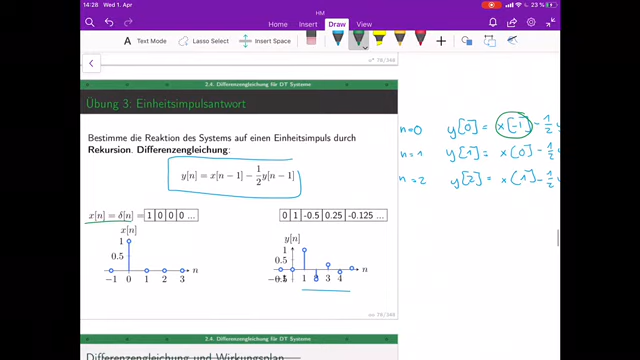 14:28 Mi. 1. Apr.
HM
23 %
Home Insert Draw View
Text Mode Lasso Select Insert Space
2.4. Differenzengleichung für DT Systeme
Übung 3: Einheitsimpulsantwort
Bestimme die Reaktion des Systems auf einen Einheitsimpuls durch
Rekursion. Differenzengleichung:
y[n] = x[n − 1] − 1/2 y[n − 1]
x[n] = δ[n] = 1 0 0 0 ...
0 1 -0.5 0.25 -0.125 ...
x[n]
1
0.5
−1 0 1 2 3 n
y[n]
1
0.5
−0.5
1 3 4 n
78/348
n=0 y[0] = x[-1] - 1/2 y
n=1 y[1] = x[0] - 1/2 y
n=2 y[2] = x[1] - 1/2 y
2.4. Differenzengleichung für DT Systeme
Differenzengleichung und Wirkungsplan